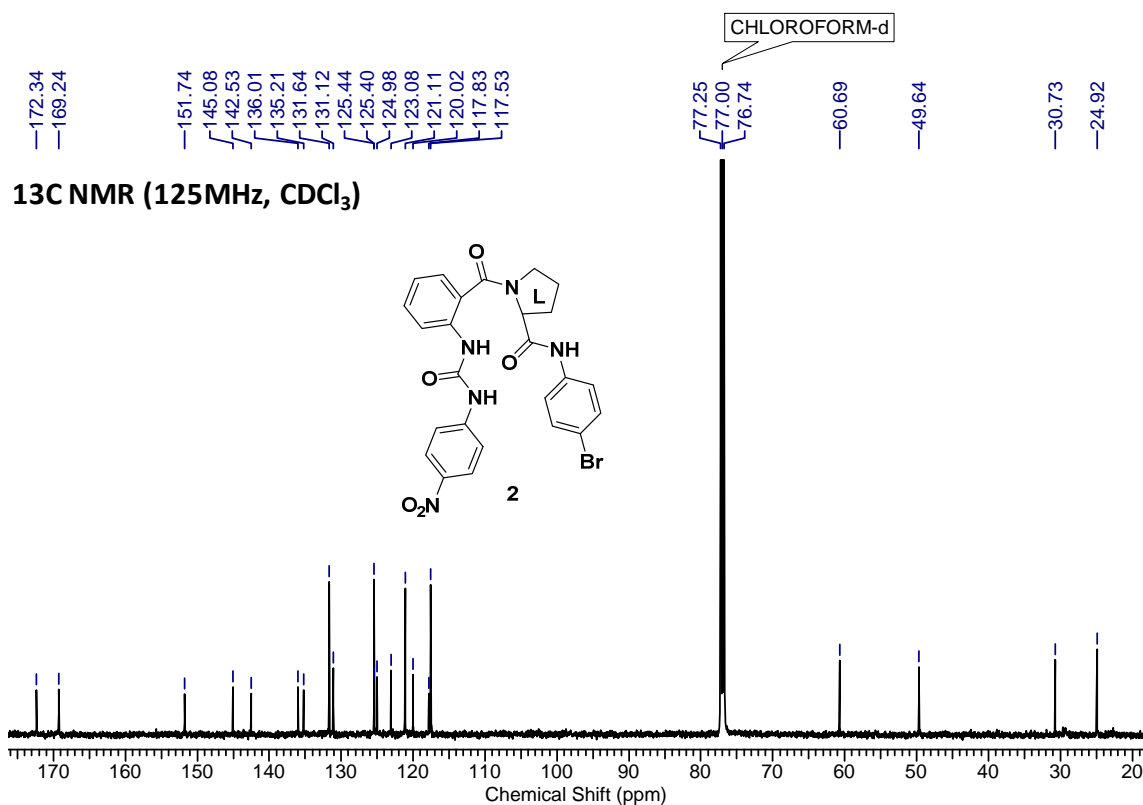 CHLOROFORM-d
172.34
169.24
151.74
145.08
142.53
136.01
135.21
131.64
131.12
125.44
125.40
124.98
123.08
121.11
120.02
117.83
117.53
77.25
77.00
76.74
60.69
49.64
30.73
24.92
13C NMR (125MHz, CDCl₃)
O
N
L
NH
O
NH
O
NH
Br
O₂N
2
170 160 150 140 130 120 110 100 90 80 70 60 50 40 30 20
Chemical Shift (ppm)